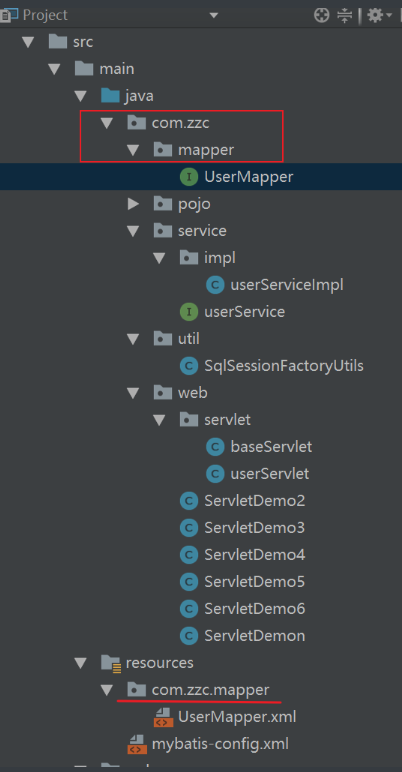 Project
src
main
java
com.zzc
mapper
UserMapper
pojo
service
impl
userServiceImpl
userService
util
SqlSessionFactoryUtils
web
servlet
baseServlet
userServlet
ServletDemo2
ServletDemo3
ServletDemo4
ServletDemo5
ServletDemo6
ServletDemon
resources
com.zzc.mapper
UserMapper.xml
mybatis-config.xml